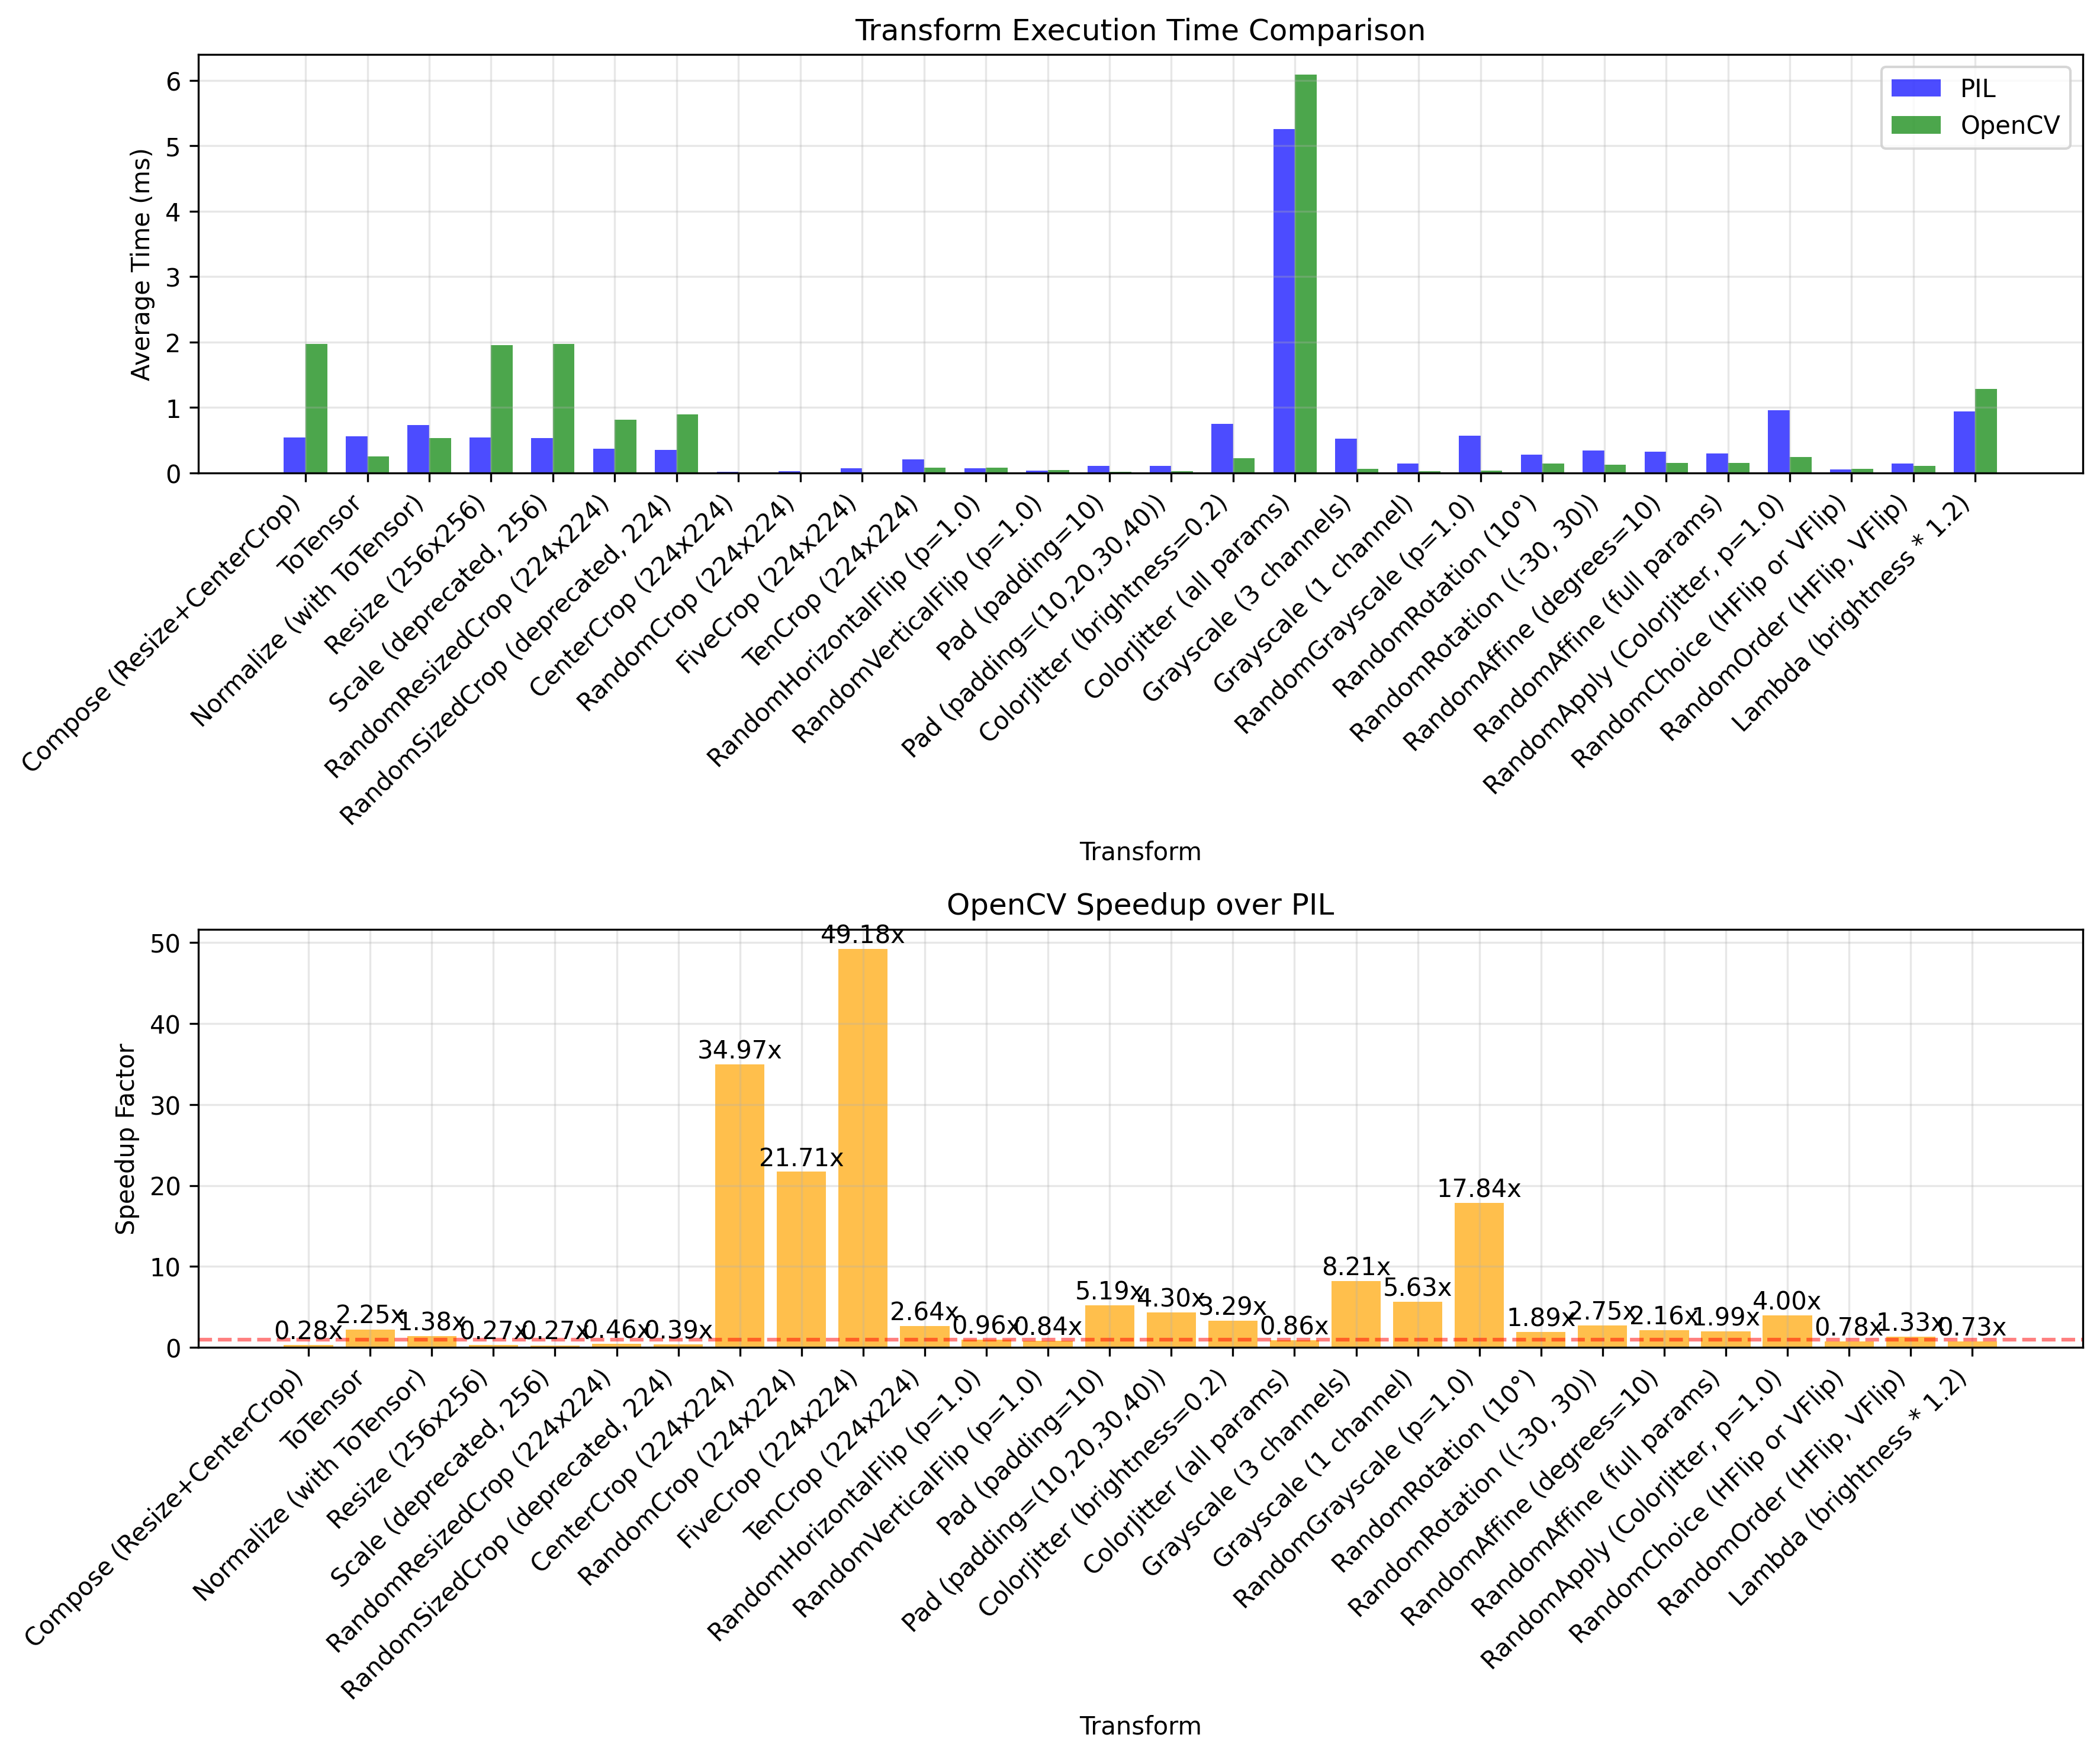 Transform Execution Time Comparison
Average Time (ms)
6
5
4
3
2
1
0
PIL
OpenCV
Compose (Resize+CenterCrop)
ToTensor
Normalize (with ToTensor)
Resize (256x256)
Scale (deprecated, 256)
RandomResizedCrop (224x224)
RandomSizedCrop (deprecated, 224)
CenterCrop (224x224)
RandomCrop (224x224)
FiveCrop (224x224)
TenCrop (224x224)
RandomHorizontalFlip (p=1.0)
RandomVerticalFlip (p=1.0)
Pad (padding=10)
Pad (padding=(10,20,30,40))
ColorJitter (brightness=0.2)
ColorJitter (all params)
Grayscale (3 channels)
Grayscale (1 channel)
RandomGrayscale (p=1.0)
RandomRotation (10°)
RandomRotation ((-30, 30))
RandomAffine (degrees=10)
RandomAffine (full params)
RandomApply (ColorJitter, p=1.0)
RandomChoice (HFlip or VFlip)
RandomOrder (HFlip, VFlip)
Lambda (brightness * 1.2)
Transform
OpenCV Speedup over PIL
Speedup Factor
50
40
30
20
10
0
0.28x
2.25x
1.38x
0.27x
0.27x
0.46x
0.39x
34.97x
21.71x
49.18x
2.64x
0.96x
0.84x
5.19x
4.30x
3.29x
0.86x
8.21x
5.63x
17.84x
1.89x
2.75x
2.16x
1.99x
4.00x
0.78x
1.33x
0.73x
Compose (Resize+CenterCrop)
ToTensor
Normalize (with ToTensor)
Resize (256x256)
Scale (deprecated, 256)
RandomResizedCrop (224x224)
RandomSizedCrop (deprecated, 224)
CenterCrop (224x224)
RandomCrop (224x224)
FiveCrop (224x224)
TenCrop (224x224)
RandomHorizontalFlip (p=1.0)
RandomVerticalFlip (p=1.0)
Pad (padding=10)
Pad (padding=(10,20,30,40))
ColorJitter (brightness=0.2)
ColorJitter (all params)
Grayscale (3 channels)
Grayscale (1 channel)
RandomGrayscale (p=1.0)
RandomRotation (10°)
RandomRotation ((-30, 30))
RandomAffine (degrees=10)
RandomAffine (full params)
RandomApply (ColorJitter, p=1.0)
RandomChoice (HFlip or VFlip)
RandomOrder (HFlip, VFlip)
Lambda (brightness * 1.2)
Transform